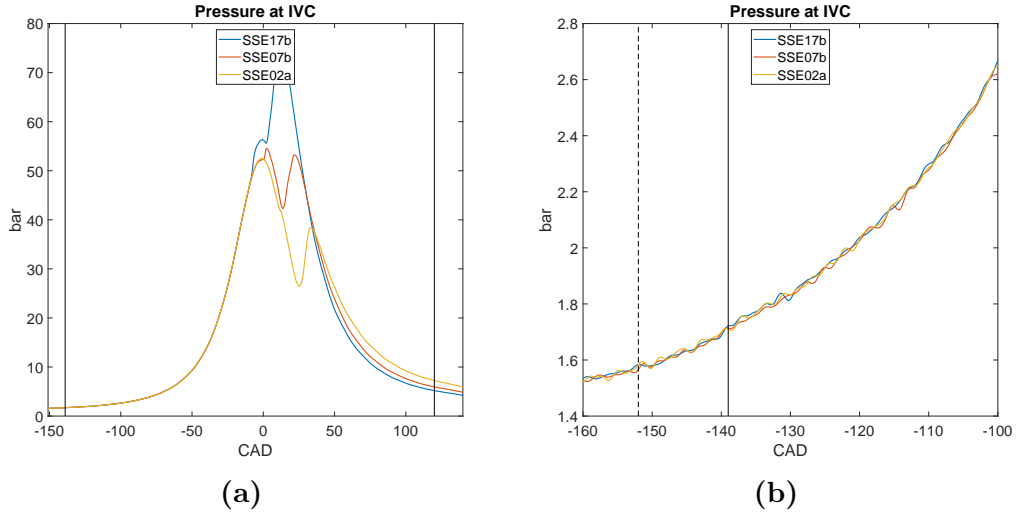 Pressure at IVC
80
70
60
50
40
30
20
10
0
bar
SSE17b
SSE07b
SSE02a
-150
-100
-50
0
50
100
CAD
(a)
Pressure at IVC
2.8
2.6
2.4
2.2
2
1.8
1.6
1.4
bar
SSE17b
SSE07b
SSE02a
-160
-150
-140
-130
-120
-110
-100
CAD
(b)